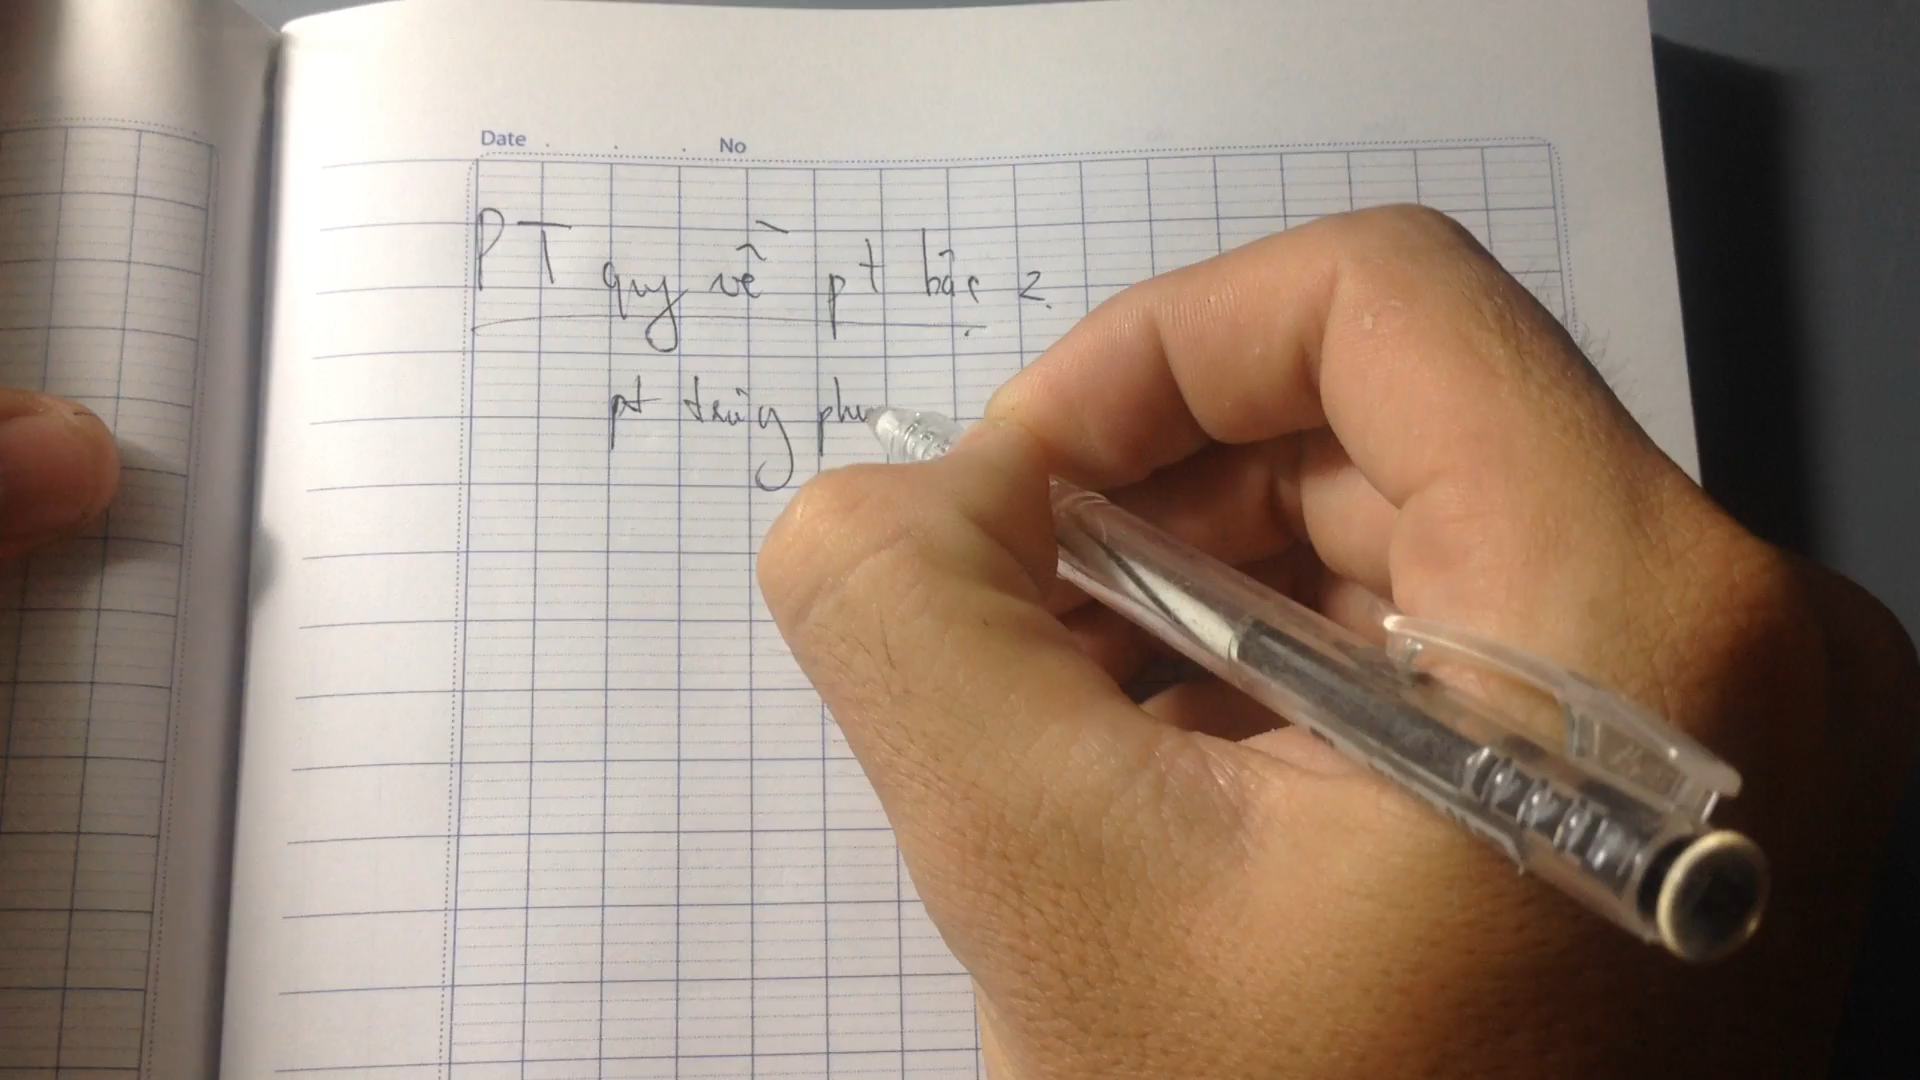 Date No
PT quy về pt bậc 2.
pt trùng phư